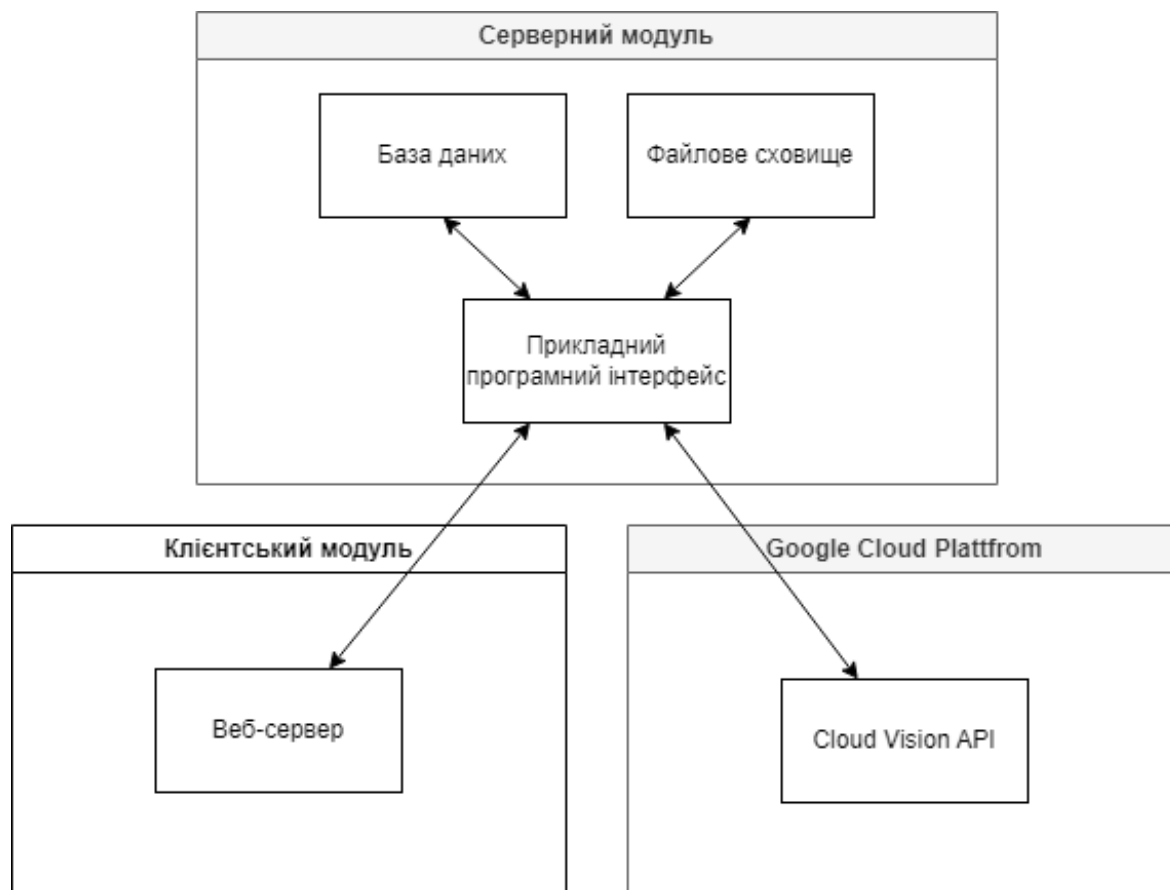 Серверний модуль
База даних
Файлове сховище
Прикладний
програмний інтерфейс
Клієнтський модуль
Google Cloud Plattfrom
Веб-сервер
Cloud Vision API